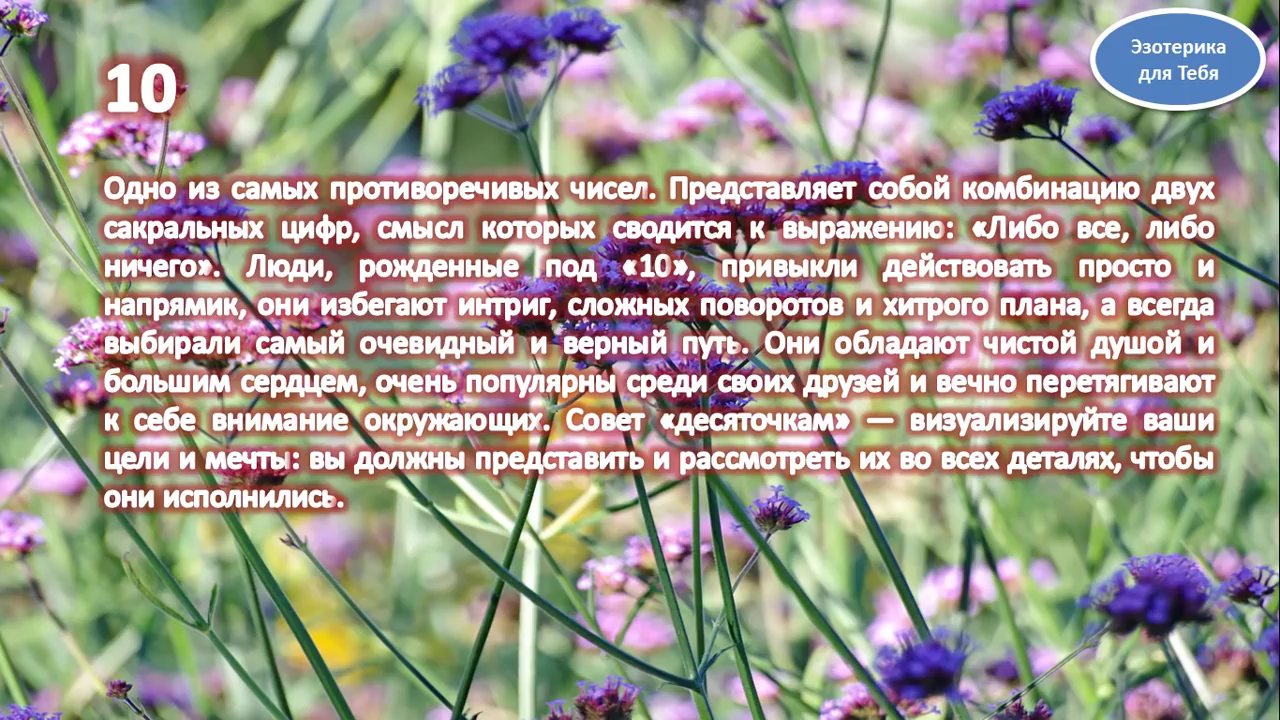 Эзотерика
для Тебя
10
Одно из самых противоречивых чисел. Представляет собой комбинацию двух
сакральных цифр, смысл которых сводится к выражению: «Либо все, либо
ничего». Люди, рожденные под «10», привыкли действовать просто и
напрямик, они избегают интриг, сложных поворотов и хитрого плана, а всегда
выбирали самый очевидный и верный путь. Они обладают чистой душой и
большим сердцем, очень популярны среди своих друзей и вечно перетягивают
к себе внимание окружающих. Совет «десяточкам» — визуализируйте ваши
цели и мечты: вы должны представить и рассмотреть их во всех деталях, чтобы
они исполнились.